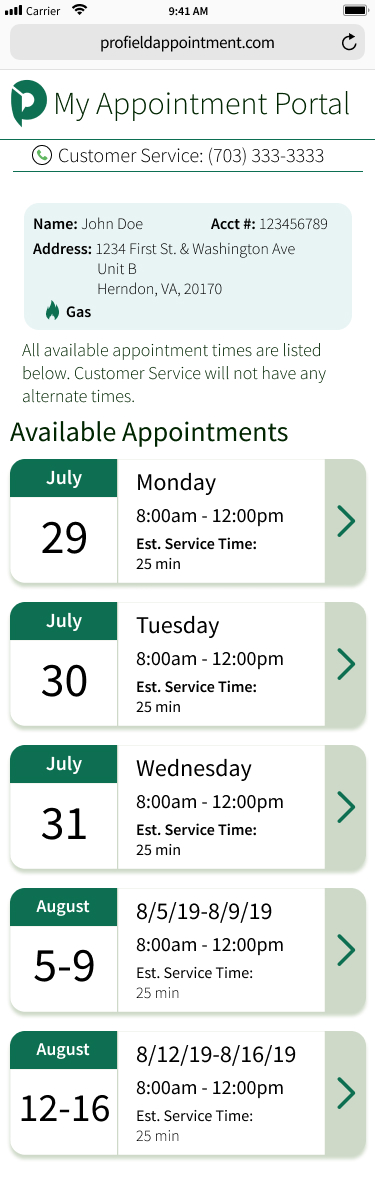 Carrier 9:41 AM
profieldappointment.com
My Appointment Portal
Customer Service: (703) 333-3333
Name: John Doe Acct #: 123456789
Address: 1234 First St. & Washington Ave
Unit B
Herndon, VA, 20170
Gas
All available appointment times are listed
below. Customer Service will not have any
alternate times.
Available Appointments
July
29
Monday
8:00am - 12:00pm
Est. Service Time:
25 min
July
30
Tuesday
8:00am - 12:00pm
Est. Service Time:
25 min
July
31
Wednesday
8:00am - 12:00pm
Est. Service Time:
25 min
August
5-9
8/5/19-8/9/19
8:00am - 12:00pm
Est. Service Time:
25 min
August
12-16
8/12/19-8/16/19
8:00am - 12:00pm
Est. Service Time:
25 min